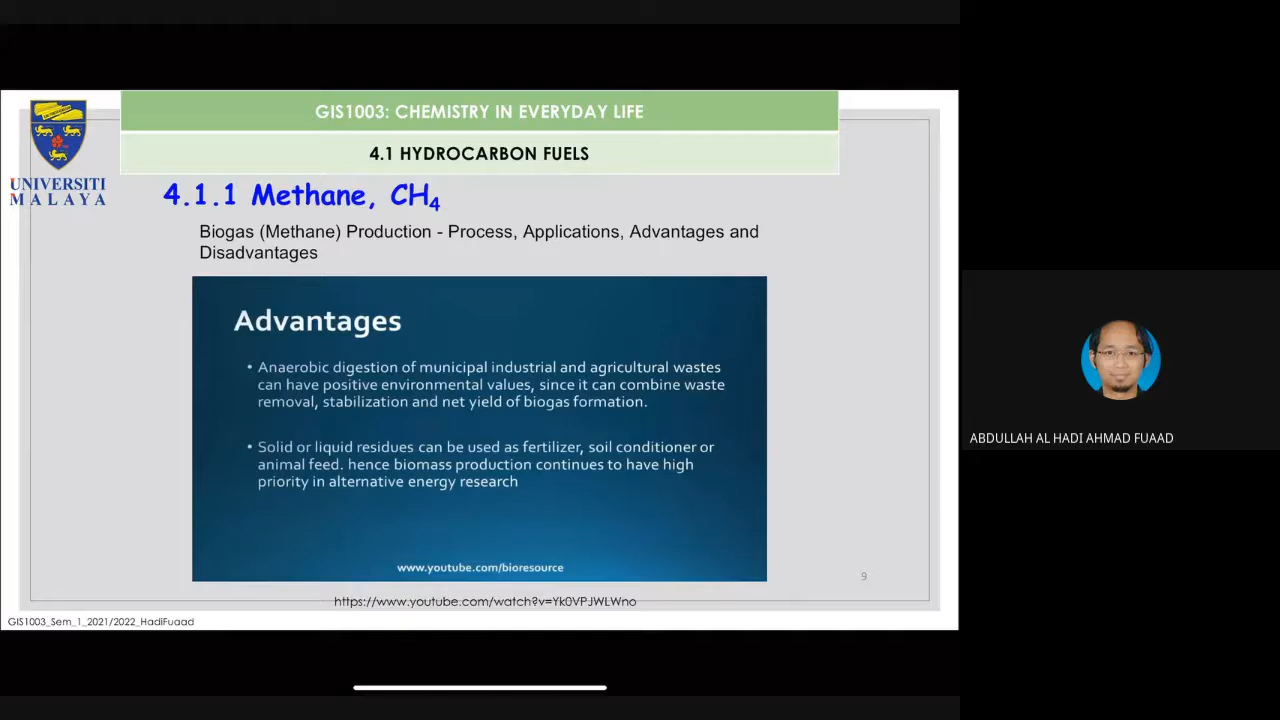 GIS1003: CHEMISTRY IN EVERYDAY LIFE
4.1 HYDROCARBON FUELS
UNIVERSITI
MALAYA
4.1.1 Methane, CH4
Biogas (Methane) Production - Process, Applications, Advantages and
Disadvantages
Advantages
• Anaerobic digestion of municipal industrial and agricultural wastes
can have positive environmental values, since it can combine waste
removal, stabilization and net yield of biogas formation.
• Solid or liquid residues can be used as fertilizer, soil conditioner or
animal feed. hence biomass production continues to have high
priority in alternative energy research
www.youtube.com/bioresource
9
https://www.youtube.com/watch?v=Yk0VPJWLWno
GIS1003_Sem_1_2021/2022_HadiFuaad
ABDULLAH AL HADI AHMAD FUAAD